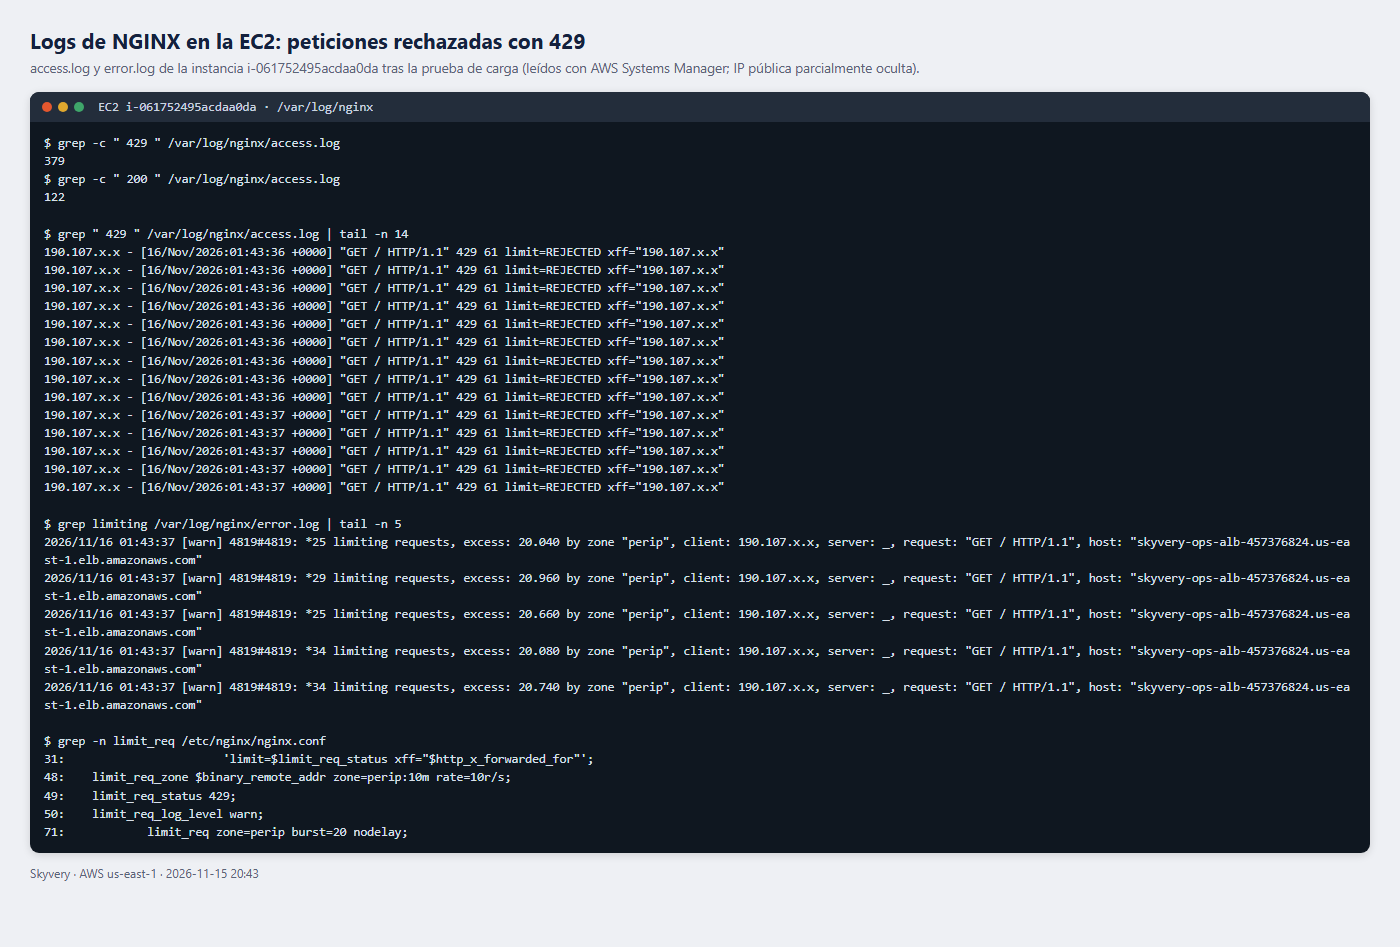 Logs de NGINX en la EC2: peticiones rechazadas con 429
access.log y error.log de la instancia i-061752495acdaa0da tras la prueba de carga (leídos con AWS Systems Manager; IP pública parcialmente oculta).
EC2 i-061752495acdaa0da · /var/log/nginx
$ grep -c " 429 " /var/log/nginx/access.log
379
$ grep -c " 200 " /var/log/nginx/access.log
122
$ grep " 429 " /var/log/nginx/access.log | tail -n 14
190.107.x.x - [16/Nov/2026:01:43:36 +0000] "GET / HTTP/1.1" 429 61 limit=REJECTED xff="190.107.x.x"
190.107.x.x - [16/Nov/2026:01:43:36 +0000] "GET / HTTP/1.1" 429 61 limit=REJECTED xff="190.107.x.x"
190.107.x.x - [16/Nov/2026:01:43:36 +0000] "GET / HTTP/1.1" 429 61 limit=REJECTED xff="190.107.x.x"
190.107.x.x - [16/Nov/2026:01:43:36 +0000] "GET / HTTP/1.1" 429 61 limit=REJECTED xff="190.107.x.x"
190.107.x.x - [16/Nov/2026:01:43:36 +0000] "GET / HTTP/1.1" 429 61 limit=REJECTED xff="190.107.x.x"
190.107.x.x - [16/Nov/2026:01:43:36 +0000] "GET / HTTP/1.1" 429 61 limit=REJECTED xff="190.107.x.x"
190.107.x.x - [16/Nov/2026:01:43:36 +0000] "GET / HTTP/1.1" 429 61 limit=REJECTED xff="190.107.x.x"
190.107.x.x - [16/Nov/2026:01:43:36 +0000] "GET / HTTP/1.1" 429 61 limit=REJECTED xff="190.107.x.x"
190.107.x.x - [16/Nov/2026:01:43:36 +0000] "GET / HTTP/1.1" 429 61 limit=REJECTED xff="190.107.x.x"
190.107.x.x - [16/Nov/2026:01:43:37 +0000] "GET / HTTP/1.1" 429 61 limit=REJECTED xff="190.107.x.x"
190.107.x.x - [16/Nov/2026:01:43:37 +0000] "GET / HTTP/1.1" 429 61 limit=REJECTED xff="190.107.x.x"
190.107.x.x - [16/Nov/2026:01:43:37 +0000] "GET / HTTP/1.1" 429 61 limit=REJECTED xff="190.107.x.x"
190.107.x.x - [16/Nov/2026:01:43:37 +0000] "GET / HTTP/1.1" 429 61 limit=REJECTED xff="190.107.x.x"
190.107.x.x - [16/Nov/2026:01:43:37 +0000] "GET / HTTP/1.1" 429 61 limit=REJECTED xff="190.107.x.x"
$ grep limiting /var/log/nginx/error.log | tail -n 5
2026/11/16 01:43:37 [warn] 4819#4819: *25 limiting requests, excess: 20.040 by zone "perip", client: 190.107.x.x, server: _, request: "GET / HTTP/1.1", host: "skyvery-ops-alb-457376824.us-ea
st-1.elb.amazonaws.com"
2026/11/16 01:43:37 [warn] 4819#4819: *29 limiting requests, excess: 20.960 by zone "perip", client: 190.107.x.x, server: _, request: "GET / HTTP/1.1", host: "skyvery-ops-alb-457376824.us-ea
st-1.elb.amazonaws.com"
2026/11/16 01:43:37 [warn] 4819#4819: *25 limiting requests, excess: 20.660 by zone "perip", client: 190.107.x.x, server: _, request: "GET / HTTP/1.1", host: "skyvery-ops-alb-457376824.us-ea
st-1.elb.amazonaws.com"
2026/11/16 01:43:37 [warn] 4819#4819: *34 limiting requests, excess: 20.080 by zone "perip", client: 190.107.x.x, server: _, request: "GET / HTTP/1.1", host: "skyvery-ops-alb-457376824.us-ea
st-1.elb.amazonaws.com"
2026/11/16 01:43:37 [warn] 4819#4819: *34 limiting requests, excess: 20.740 by zone "perip", client: 190.107.x.x, server: _, request: "GET / HTTP/1.1", host: "skyvery-ops-alb-457376824.us-ea
st-1.elb.amazonaws.com"
$ grep -n limit_req /etc/nginx/nginx.conf
31:                      'limit=$limit_req_status xff="$http_x_forwarded_for"';
48:    limit_req_zone $binary_remote_addr zone=perip:10m rate=10r/s;
49:    limit_req_status 429;
50:    limit_req_log_level warn;
71:            limit_req zone=perip burst=20 nodelay;
Skyvery · AWS us-east-1 · 2026-11-15 20:43